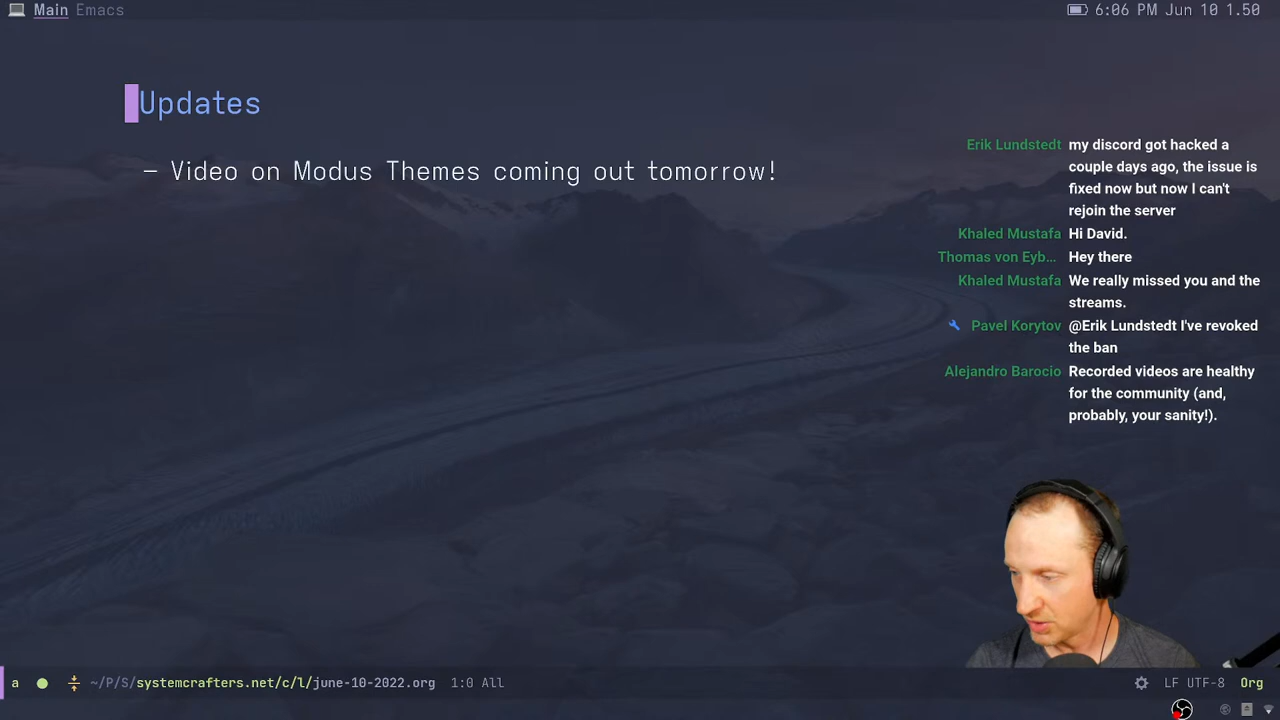 Main Emacs
6:06 PM Jun 10 1.50
Updates
– Video on Modus Themes coming out tomorrow!
Erik Lundstedt my discord got hacked a
couple days ago, the issue is
fixed now but now I can't
rejoin the server
Khaled Mustafa Hi David.
Thomas von Eyb... Hey there
Khaled Mustafa We really missed you and the
streams.
Pavel Korytov @Erik Lundstedt I've revoked
the ban
Alejandro Barocio Recorded videos are healthy
for the community (and,
probably, your sanity!).
a ~/P/S/systemcrafters.net/c/l/june-10-2022.org 1:0 All
LF UTF-8 Org